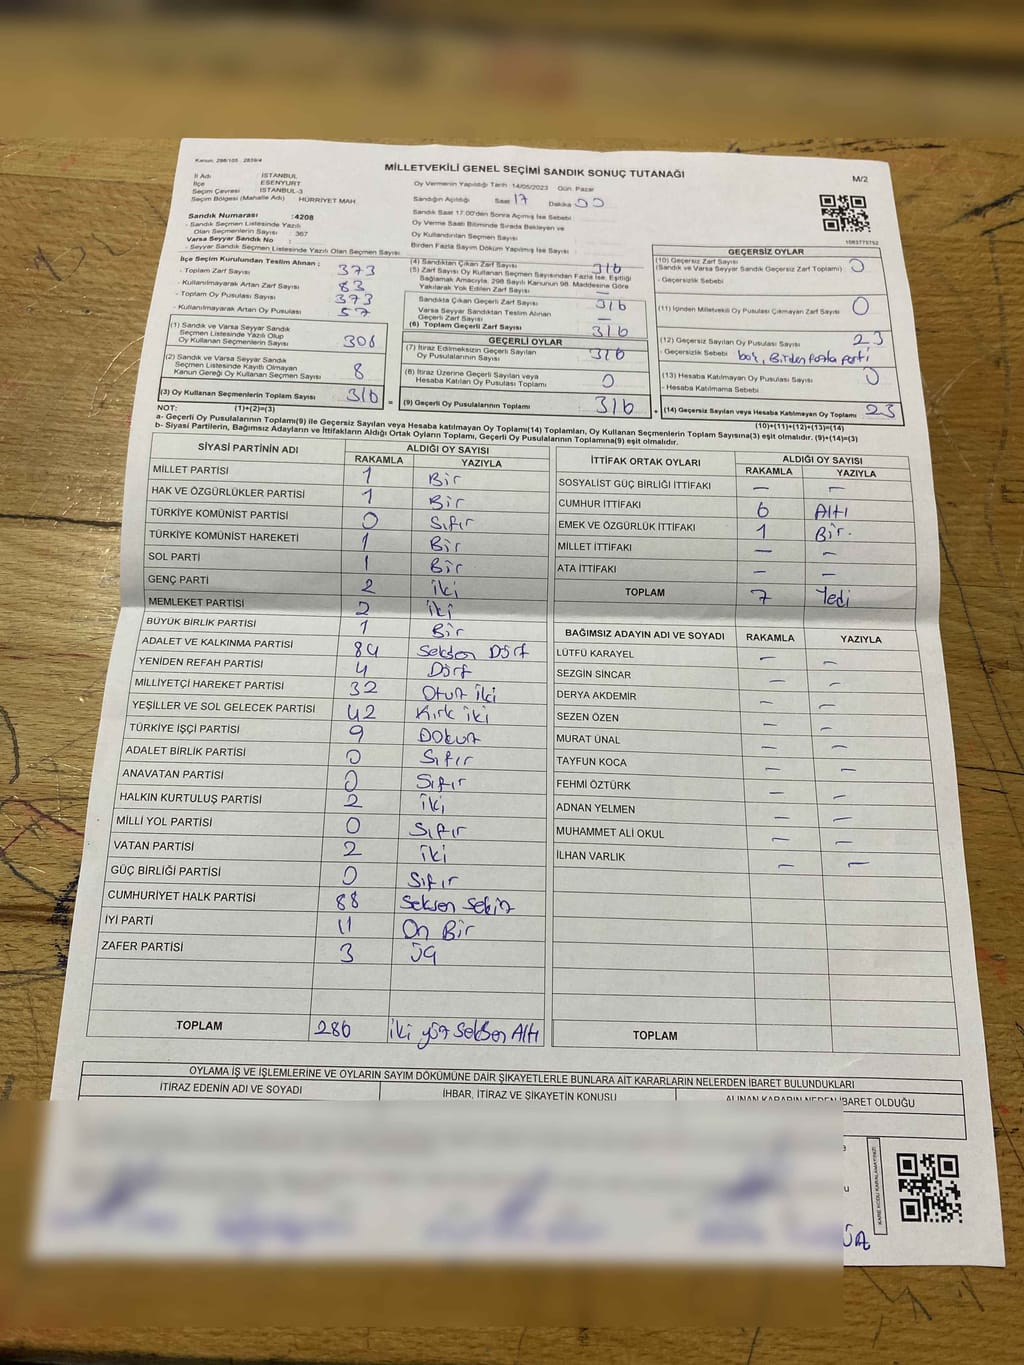 Kanun: 298/105 , 2839/4
MİLLETVEKİLİ GENEL SEÇİMİ SANDIK SONUÇ TUTANAĞI
M/2
İl Adı İSTANBUL
İlçe ESENYURT
Seçim Çevresi İSTANBUL-3
Seçim Bölgesi (Mahalle Adı) HÜRRİYET MAH.
Sandık Numarası :4208
- Sandık Seçmen Listesinde Yazılı
Olan Seçmenlerin Sayısı : 367
Varsa Seyyar Sandık No :
- Seyyar Sandık Listesinde Yazılı Olan Seçmen Sayısı
Oy Vermenin Yapıldığı Tarih 14/05/2023 Gün Pazar
Sandığın Açıldığı Saat 17 Dakika 00
Sandık Saat 17.00'den Sonra Açılmış İse Sebebi
Oy Verme Saati Bitiminde Sırada Bekleyen ve
Oy Kullandırılan Seçmen Sayısı
Birden Fazla Sayım Döküm Yapılmış İse Sayısı
1083775752
İlçe Seçim Kurulundan Teslim Alınan :
- Toplam Zarf Sayısı 373
- Kullanılmayarak Artan Zarf Sayısı 83
- Toplam Oy Pusulası Sayısı 373
- Kullanılmayarak Artan Oy Pusulası 57
(1) Sandık ve Varsa Seyyar Sandık
Seçmen Listesinde Yazılı Olup
Oy Kullanan Seçmenlerin Sayısı 308
(2) Sandık ve Varsa Seyyar Sandık
Seçmen Listesinde Kayıtlı Olmayan
Kanun Gereği Oy Kullanan Seçmen Sayısı 8
(3) Oy Kullanan Seçmenlerin Toplam Sayısı 316
(4) Sandıktan Çıkan Zarf Sayısı 316
(5) Zarf Sayısı Oy Kullanan Seçmen Sayısından Fazla İse, Eşitliği
Sağlamak Amacıyla, 298 Sayılı Kanunun 98. Maddesine Göre
Yakılarak Yok Edilen Zarf Sayısı —
Sandıkta Çıkan Geçerli Zarf Sayısı 316
Varsa Seyyar Sandıktan Teslim Alınan
Geçerli Zarf Sayısı —
(6) Toplam Geçerli Zarf Sayısı 316
GEÇERLİ OYLAR
(7) İtiraz Edilmeksizin Geçerli Sayılan
Oy Pusulalarının Sayısı 316
(8) İtiraz Üzerine Geçerli Sayılan veya
Hesaba Katılan Oy Pusulası Toplamı 0
= (9) Geçerli Oy Pusulalarının Toplamı 316
GEÇERSİZ OYLAR
(10) Geçersiz Zarf Sayısı 0
(Sandık ve Varsa Seyyar Sandık Geçersiz Zarf Toplamı)
- Geçersizlik Sebebi
(11) İçinden Milletvekili Oy Pusulası Çıkmayan Zarf Sayısı 0
(12) Geçersiz Sayılan Oy Pusulası Sayısı 23
- Geçersizlik Sebebi boş, Birden fazla parti
(13) Hesaba Katılmayan Oy Pusulası Sayısı 0
- Hesaba Katılmama Sebebi
+ (14) Geçersiz Sayılan veya Hesaba Katılmayan Oy Toplamı 23
NOT: (1)+(2)=(3) (10)+(11)+(12)+(13)=(14)
a- Geçerli Oy Pusulalarının Toplamı(9) ile Geçersiz Sayılan veya Hesaba Katılmayan Oy Toplamı(14) Toplamları, Oy Kullanan Seçmenlerin Toplam Sayısına(3) eşit olmalıdır. (9)+(14)=(3)
b- Siyasi Partilerin, Bağımsız Adayların ve İttifakların Aldığı Ortak Oyların Toplamı, Geçerli Oy Pusulalarının Toplamına(9) eşit olmalıdır.
SİYASİ PARTİNİN ADI ALDIĞI OY SAYISI
RAKAMLA YAZIYLA
MİLLET PARTİSİ 1 Bir
HAK VE ÖZGÜRLÜKLER PARTİSİ 1 Bir
TÜRKİYE KOMÜNİST PARTİSİ 0 Sıfır
TÜRKİYE KOMÜNİST HAREKETİ 1 Bir
SOL PARTİ 1 Bir
GENÇ PARTİ 2 iki
MEMLEKET PARTİSİ 2 iki
BÜYÜK BİRLİK PARTİSİ 1 Bir
ADALET VE KALKINMA PARTİSİ 84 Seksen Dört
YENİDEN REFAH PARTİSİ 4 Dört
MİLLİYETÇİ HAREKET PARTİSİ 32 Otuz iki
YEŞİLLER VE SOL GELECEK PARTİSİ 42 Kırk iki
TÜRKİYE İŞÇİ PARTİSİ 9 Dokuz
ADALET BİRLİK PARTİSİ 0 Sıfır
ANAVATAN PARTİSİ 0 Sıfır
HALKIN KURTULUŞ PARTİSİ 2 iki
MİLLİ YOL PARTİSİ 0 Sıfır
VATAN PARTİSİ 2 iki
GÜÇ BİRLİĞİ PARTİSİ 0 Sıfır
CUMHURİYET HALK PARTİSİ 88 Seksen Sekiz
İYİ PARTİ 11 On Bir
ZAFER PARTİSİ 3 üç
TOPLAM 286 iki yüz Seksen Altı
İTTİFAK ORTAK OYLARI ALDIĞI OY SAYISI
RAKAMLA YAZIYLA
SOSYALİST GÜÇ BİRLİĞİ İTTİFAKI — —
CUMHUR İTTİFAKI 6 Altı
EMEK VE ÖZGÜRLÜK İTTİFAKI 1 Bir.
MİLLET İTTİFAKI — —
ATA İTTİFAKI — —
TOPLAM 7 Yedi
BAĞIMSIZ ADAYIN ADI VE SOYADI RAKAMLA YAZIYLA
LÜTFÜ KARAYEL — —
SEZGİN SİNCAR — —
DERYA AKDEMİR — —
SEZEN ÖZEN — —
MURAT ÜNAL — —
TAYFUN KOCA — —
FEHMİ ÖZTÜRK — —
ADNAN YELMEN — —
MUHAMMET ALİ OKUL — —
İLHAN VARLIK — —
TOPLAM
OYLAMA İŞ VE İŞLEMLERİNE VE OYLARIN SAYIM DÖKÜMÜNE DAİR ŞİKAYETLERLE BUNLARA AİT KARARLARIN NELERDEN İBARET BULUNDUKLARI
İTİRAZ EDENİN ADI VE SOYADI İHBAR, İTİRAZ VE ŞİKAYETİN KONUSU ALINAN KARARIN NEDEN İBARET OLDUĞU
KARE KODU KARALAMAYINIZ!